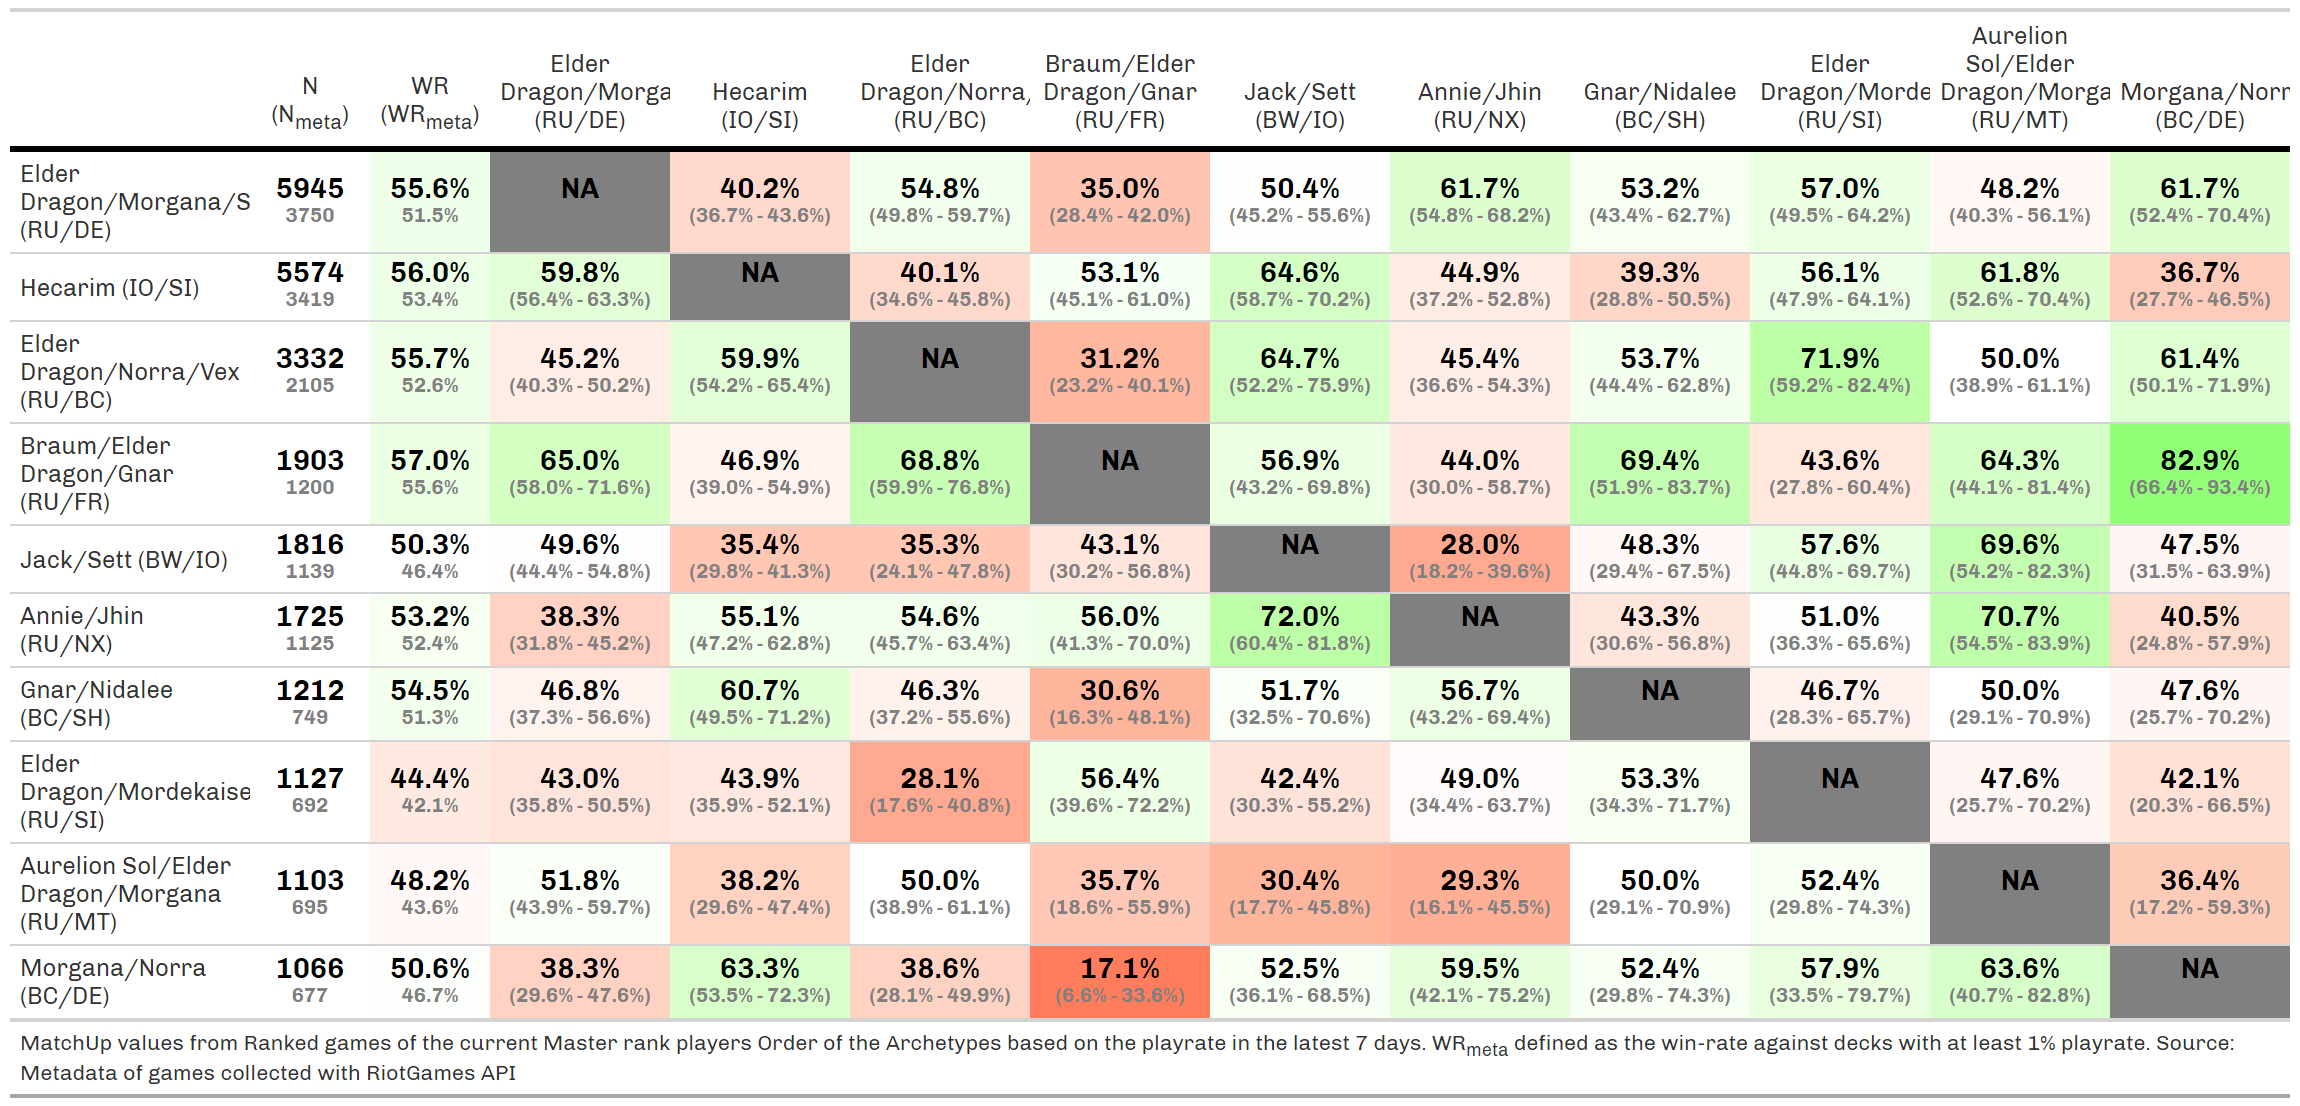 N (Nmeta) WR (WRmeta) Elder Dragon/Morga (RU/DE) Hecarim (IO/SI) Elder Dragon/Norra/ (RU/BC) Braum/Elder Dragon/Gnar (RU/FR) Jack/Sett (BW/IO) Annie/Jhin (RU/NX) Gnar/Nidalee (BC/SH) Elder Dragon/Morde (RU/SI) Aurelion Sol/Elder Dragon/Morga (RU/MT) Morgana/Norr (BC/DE)
Elder Dragon/Morgana/S (RU/DE) 5945 55.6% NA 40.2% 54.8% 35.0% 50.4% 61.7% 53.2% 57.0% 48.2% 61.7%
3750 51.5% (36.7% - 43.6%) (49.8% - 59.7%) (28.4% - 42.0%) (45.2% - 55.6%) (54.8% - 68.2%) (43.4% - 62.7%) (49.5% - 64.2%) (40.3% - 56.1%) (52.4% - 70.4%)
Hecarim (IO/SI) 5574 56.0% 59.8% NA 40.1% 53.1% 64.6% 44.9% 39.3% 56.1% 61.8% 36.7%
3419 53.4% (56.4% - 63.3%) (34.6% - 45.8%) (45.1% - 61.0%) (58.7% - 70.2%) (37.2% - 52.8%) (28.8% - 50.5%) (47.9% - 64.1%) (52.6% - 70.4%) (27.7% - 46.5%)
Elder Dragon/Norra/Vex (RU/BC) 3332 55.7% 45.2% 59.9% NA 31.2% 64.7% 45.4% 53.7% 71.9% 50.0% 61.4%
2105 52.6% (40.3% - 50.2%) (54.2% - 65.4%) (23.2% - 40.1%) (52.2% - 75.9%) (36.6% - 54.3%) (44.4% - 62.8%) (59.2% - 82.4%) (38.9% - 61.1%) (50.1% - 71.9%)
Braum/Elder Dragon/Gnar (RU/FR) 1903 57.0% 65.0% 46.9% 68.8% NA 56.9% 44.0% 69.4% 43.6% 64.3% 82.9%
1200 55.6% (58.0% - 71.6%) (39.0% - 54.9%) (59.9% - 76.8%) (43.2% - 69.8%) (30.0% - 58.7%) (51.9% - 83.7%) (27.8% - 60.4%) (44.1% - 81.4%) (66.4% - 93.4%)
Jack/Sett (BW/IO) 1816 50.3% 49.6% 35.4% 35.3% 43.1% NA 28.0% 48.3% 57.6% 69.6% 47.5%
1139 46.4% (44.4% - 54.8%) (29.8% - 41.3%) (24.1% - 47.8%) (30.2% - 56.8%) (18.2% - 39.6%) (29.4% - 67.5%) (44.8% - 69.7%) (54.2% - 82.3%) (31.5% - 63.9%)
Annie/Jhin (RU/NX) 1725 53.2% 38.3% 55.1% 54.6% 56.0% 72.0% NA 43.3% 51.0% 70.7% 40.5%
1125 52.4% (31.8% - 45.2%) (47.2% - 62.8%) (45.7% - 63.4%) (41.3% - 70.0%) (60.4% - 81.8%) (30.6% - 56.8%) (36.3% - 65.6%) (54.5% - 83.9%) (24.8% - 57.9%)
Gnar/Nidalee (BC/SH) 1212 54.5% 46.8% 60.7% 46.3% 30.6% 51.7% 56.7% NA 46.7% 50.0% 47.6%
749 51.3% (37.3% - 56.6%) (49.5% - 71.2%) (37.2% - 55.6%) (16.3% - 48.1%) (32.5% - 70.6%) (43.2% - 69.4%) (28.3% - 65.7%) (29.1% - 70.9%) (25.7% - 70.2%)
Elder Dragon/Mordekaise (RU/SI) 1127 44.4% 43.0% 43.9% 28.1% 56.4% 42.4% 49.0% 53.3% NA 47.6% 42.1%
692 42.1% (35.8% - 50.5%) (35.9% - 52.1%) (17.6% - 40.8%) (39.6% - 72.2%) (30.3% - 55.2%) (34.4% - 63.7%) (34.3% - 71.7%) (25.7% - 70.2%) (20.3% - 66.5%)
Aurelion Sol/Elder Dragon/Morgana (RU/MT) 1103 48.2% 51.8% 38.2% 50.0% 35.7% 30.4% 29.3% 50.0% 52.4% NA 36.4%
695 43.6% (43.9% - 59.7%) (29.6% - 47.4%) (38.9% - 61.1%) (18.6% - 55.9%) (17.7% - 45.8%) (16.1% - 45.5%) (29.1% - 70.9%) (29.8% - 74.3%) (17.2% - 59.3%)
Morgana/Norra (BC/DE) 1066 50.6% 38.3% 63.3% 38.6% 17.1% 52.5% 59.5% 52.4% 57.9% 63.6% NA
677 46.7% (29.6% - 47.6%) (53.5% - 72.3%) (28.1% - 49.9%) (6.6% - 33.6%) (36.1% - 68.5%) (42.1% - 75.2%) (29.8% - 74.3%) (33.5% - 79.7%) (40.7% - 82.8%)
MatchUp values from Ranked games of the current Master rank players Order of the Archetypes based on the playrate in the latest 7 days. WRmeta defined as the win-rate against decks with at least 1% playrate. Source:
Metadata of games collected with RiotGames API